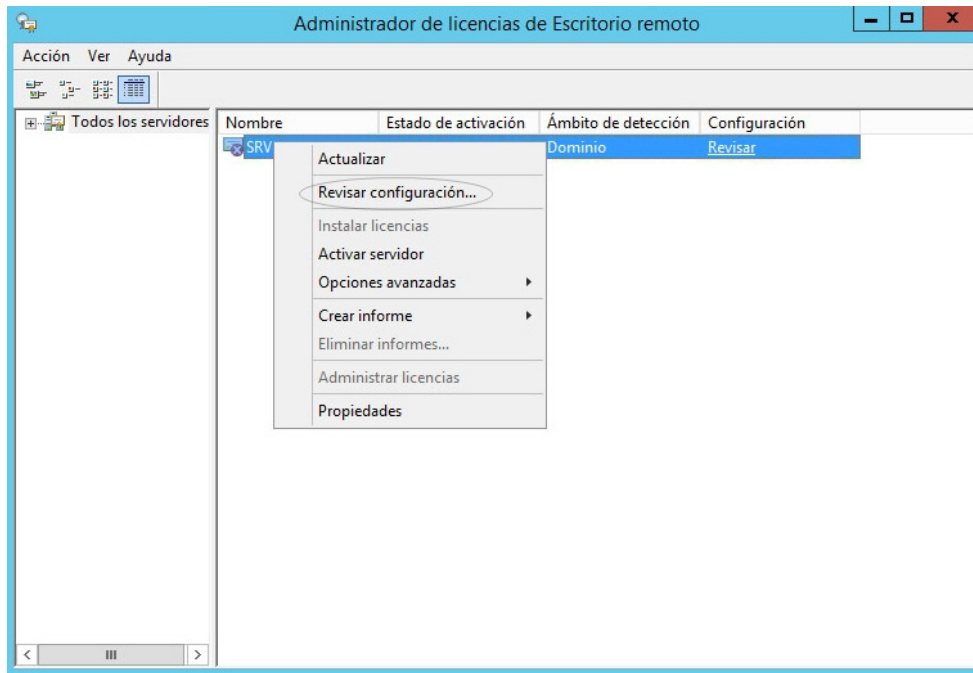 Administrador de licencias de Escritorio remoto
Acción Ver Ayuda
Todos los servidores
Nombre Estado de activación Ámbito de detección Configuración
SRV Dominio Revisar
Actualizar
Revisar configuración...
Instalar licencias
Activar servidor
Opciones avanzadas
Crear informe
Eliminar informes...
Administrar licencias
Propiedades